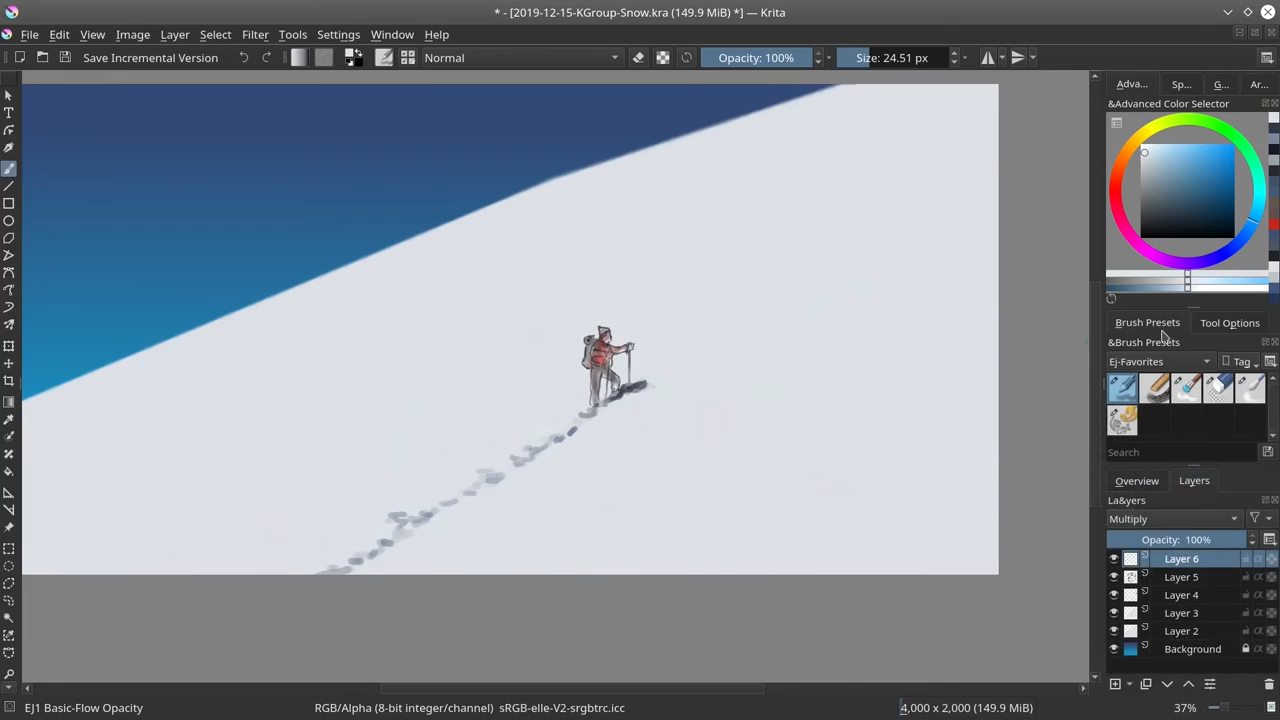 * - [2019-12-15-KGroup-Snow.kra (149.9 MiB) *] — Krita
File Edit View Image Layer Select Filter Tools Settings Window Help
Save Incremental Version Normal Opacity: 100% Size: 24.51 px
Adva... Sp... G... Ar...
&Advanced Color Selector
Brush Presets Tool Options
&Brush Presets
Ej-Favorites Tag
Search
Overview Layers
La&yers
Multiply
Opacity: 100%
Layer 6
Layer 5
Layer 4
Layer 3
Layer 2
Background
EJ1 Basic-Flow Opacity RGB/Alpha (8-bit integer/channel) sRGB-elle-V2-srgbtrc.icc 4,000 x 2,000 (149.9 MiB) 37%